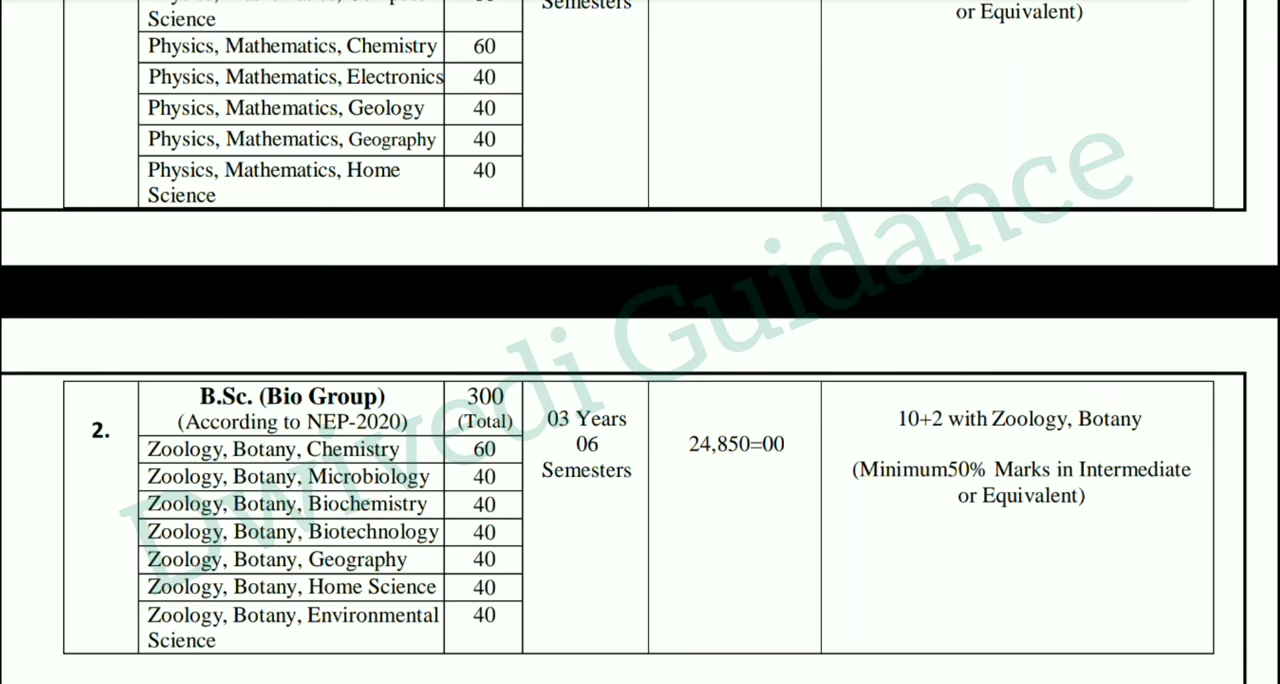 Science
Semesters
or Equivalent)
Physics, Mathematics, Chemistry 60
Physics, Mathematics, Electronics 40
Physics, Mathematics, Geology 40
Physics, Mathematics, Geography 40
Physics, Mathematics, Home 40
Science
Dwivedi Guidance
2.
B.Sc. (Bio Group) 300
(According to NEP-2020) (Total)
Zoology, Botany, Chemistry 60
Zoology, Botany, Microbiology 40
Zoology, Botany, Biochemistry 40
Zoology, Botany, Biotechnology 40
Zoology, Botany, Geography 40
Zoology, Botany, Home Science 40
Zoology, Botany, Environmental 40
Science
03 Years
06
Semesters
24,850=00
10+2 with Zoology, Botany
(Minimum50% Marks in Intermediate
or Equivalent)